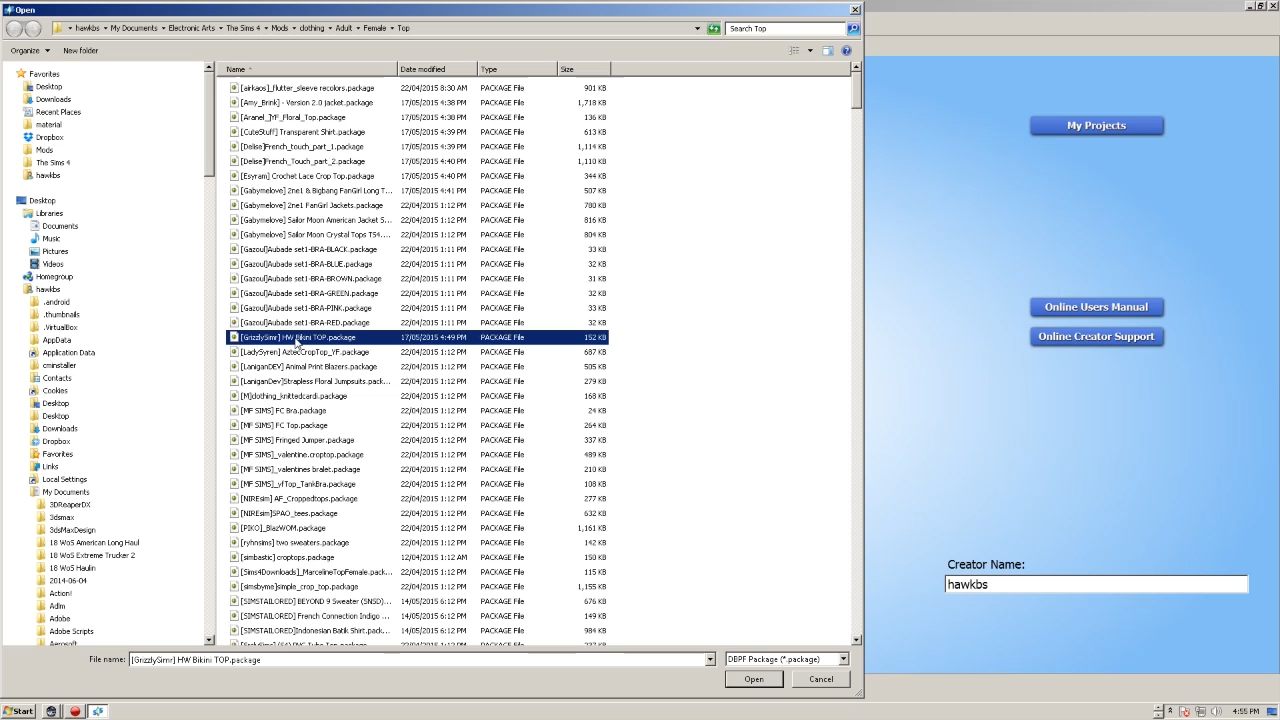 Open
hawkbs ▸ My Documents ▸ Electronic Arts ▸ The Sims 4 ▸ Mods ▸ clothing ▸ Adult ▸ Female ▸ Top
Search Top
Organize
New folder
Name
Date modified
Type
Size
[airkaos]_flutter_sleeve recolors.package 22/04/2015 8:30 AM PACKAGE File 901 KB
[Amy_Brink] - Version 2.0 jacket.package 17/05/2015 4:38 PM PACKAGE File 1,718 KB
[Aranel_]YF_Floral_Top.package 17/05/2015 4:38 PM PACKAGE File 136 KB
[CuteStuff] Transparent Shirt.package 17/05/2015 4:38 PM PACKAGE File 613 KB
[Delise]French_touch_part_1.package 17/05/2015 4:39 PM PACKAGE File 1,114 KB
[Delise]French_Touch_part_2.package 17/05/2015 4:40 PM PACKAGE File 1,110 KB
[Esyram] Crochet Lace Crop Top.package 17/05/2015 4:40 PM PACKAGE File 344 KB
[Gabymelove] 2ne1 & Bigbang FanGirl Long T... 17/05/2015 4:41 PM PACKAGE File 507 KB
[Gabymelove] 2ne1 FanGirl Jackets.package 22/04/2015 1:12 PM PACKAGE File 780 KB
[Gabymelove] Sailor Moon American Jacket S... 22/04/2015 1:12 PM PACKAGE File 816 KB
[Gabymelove] Sailor Moon Crystal Tops TS4.... 22/04/2015 1:12 PM PACKAGE File 804 KB
[Gazoul]Aubade set1-BRA-BLACK.package 22/04/2015 1:11 PM PACKAGE File 33 KB
[Gazoul]Aubade set1-BRA-BLUE.package 22/04/2015 1:11 PM PACKAGE File 32 KB
[Gazoul]Aubade set1-BRA-BROWN.package 22/04/2015 1:11 PM PACKAGE File 31 KB
[Gazoul]Aubade set1-BRA-GREEN.package 22/04/2015 1:11 PM PACKAGE File 32 KB
[Gazoul]Aubade set1-BRA-PINK.package 22/04/2015 1:11 PM PACKAGE File 33 KB
[Gazoul]Aubade set1-BRA-RED.package 22/04/2015 1:11 PM PACKAGE File 32 KB
[GrizzlySimr] HW Bikini TOP.package 17/05/2015 4:49 PM PACKAGE File 152 KB
[LadySyren] AztecCropTop_YF.package 22/04/2015 1:12 PM PACKAGE File 687 KB
[LaniganDEV] Animal Print Blazers.package 22/04/2015 1:12 PM PACKAGE File 505 KB
[LaniganDev]Strapless Floral Jumpsuits.pack... 22/04/2015 1:12 PM PACKAGE File 279 KB
[M]clothing_knittedcardi.package 22/04/2015 1:12 PM PACKAGE File 168 KB
[MF SIMS] FC Bra.package 22/04/2015 1:12 PM PACKAGE File 24 KB
[MF SIMS] FC Top.package 22/04/2015 1:12 PM PACKAGE File 264 KB
[MF SIMS] Fringed Jumper.package 22/04/2015 1:12 PM PACKAGE File 337 KB
[MF SIMS]_valentine.croptop.package 22/04/2015 1:12 PM PACKAGE File 489 KB
[MF SIMS]_valentines bralet.package 22/04/2015 1:12 PM PACKAGE File 210 KB
[MF SIMS]_yfTop_TankBra.package 22/04/2015 1:12 PM PACKAGE File 108 KB
[NIREsim] AF_Croppedtops.package 22/04/2015 1:12 PM PACKAGE File 277 KB
[NIREsim]SPAO_tees.package 22/04/2015 1:12 PM PACKAGE File 632 KB
[PIKO]_BlazWOM.package 22/04/2015 1:12 PM PACKAGE File 1,161 KB
[ryhnsims] two sweaters.package 22/04/2015 1:12 PM PACKAGE File 142 KB
[simbastic] croptops.package 12/04/2015 12:12 AM PACKAGE File 150 KB
[Sims4Downloads]_MarcelineTopFemale.pack... 22/04/2015 1:12 PM PACKAGE File 115 KB
[simsbyme]simple_crop_top.package 22/04/2015 1:12 PM PACKAGE File 1,155 KB
[SIMSTAILORED] BEYOND 9 Sweater (SNSD)... 14/05/2015 6:12 PM PACKAGE File 676 KB
[SIMSTAILORED] French Connection Indigo ... 14/05/2015 6:12 PM PACKAGE File 149 KB
[SIMSTAILORED]Indonesian Batik Shirt.pack... 14/05/2015 6:12 PM PACKAGE File 984 KB
Favorites
Desktop
Downloads
Recent Places
material
Dropbox
Mods
The Sims 4
hawkbs
Desktop
Libraries
Documents
Music
Pictures
Videos
Homegroup
hawkbs
.android
.thumbnails
.VirtualBox
AppData
Application Data
cminstaller
Contacts
Cookies
Desktop
Desktop
Downloads
Dropbox
Favorites
Links
Local Settings
My Documents
3DReaperDX
3dsmax
3dsMaxDesign
18 WoS American Long Haul
18 WoS Extreme Trucker 2
18 WoS Haulin
2014-06-04
Action!
Adlm
Adobe
Adobe Scripts
Aerosoft
File name: [GrizzlySimr] HW Bikini TOP.package
DBPF Package (*.package)
Open
Cancel
My Projects
Online Users Manual
Online Creator Support
Creator Name:
hawkbs
Start
4:55 PM